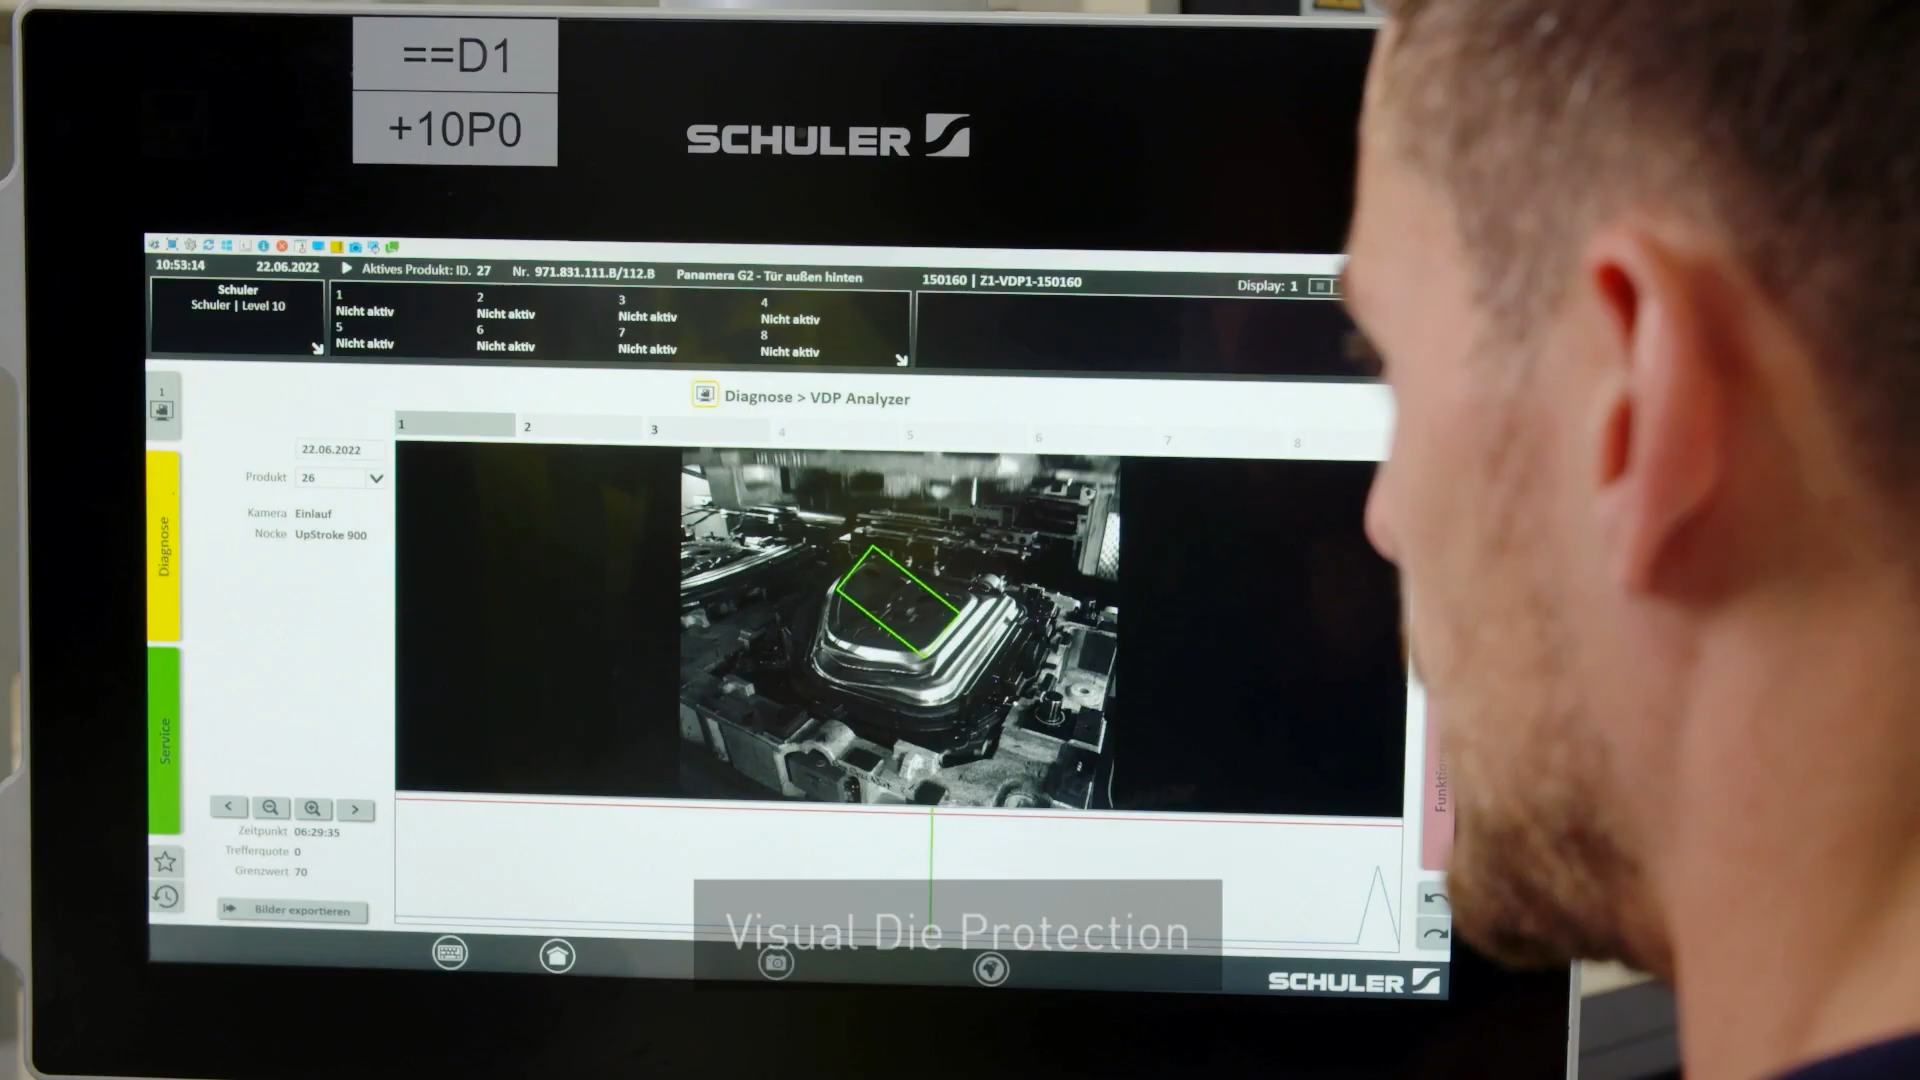 ==D1
+10P0
SCHULER
10:53:14 22.06.2022 Aktives Produkt: ID. 27 Nr. 971.831.111.B/112.B Panamera G2 - Tür außen hinten 150160 | Z1-VDP1-150160 Display: 1
Schuler
Schuler | Level 10
1 2 3 4
Nicht aktiv Nicht aktiv Nicht aktiv Nicht aktiv
5 6 7 8
Nicht aktiv Nicht aktiv Nicht aktiv Nicht aktiv
1
Diagnose > VDP Analyzer
1 2 3 4 5 6 7 8
22.06.2022
Produkt 26
Kamera Einlauf
Nocke UpStroke 900
Diagnose
Service
Zeitpunkt 06:29:35
Trefferquote 0
Grenzwert 70
Bilder exportieren
Visual Die Protection
SCHULER